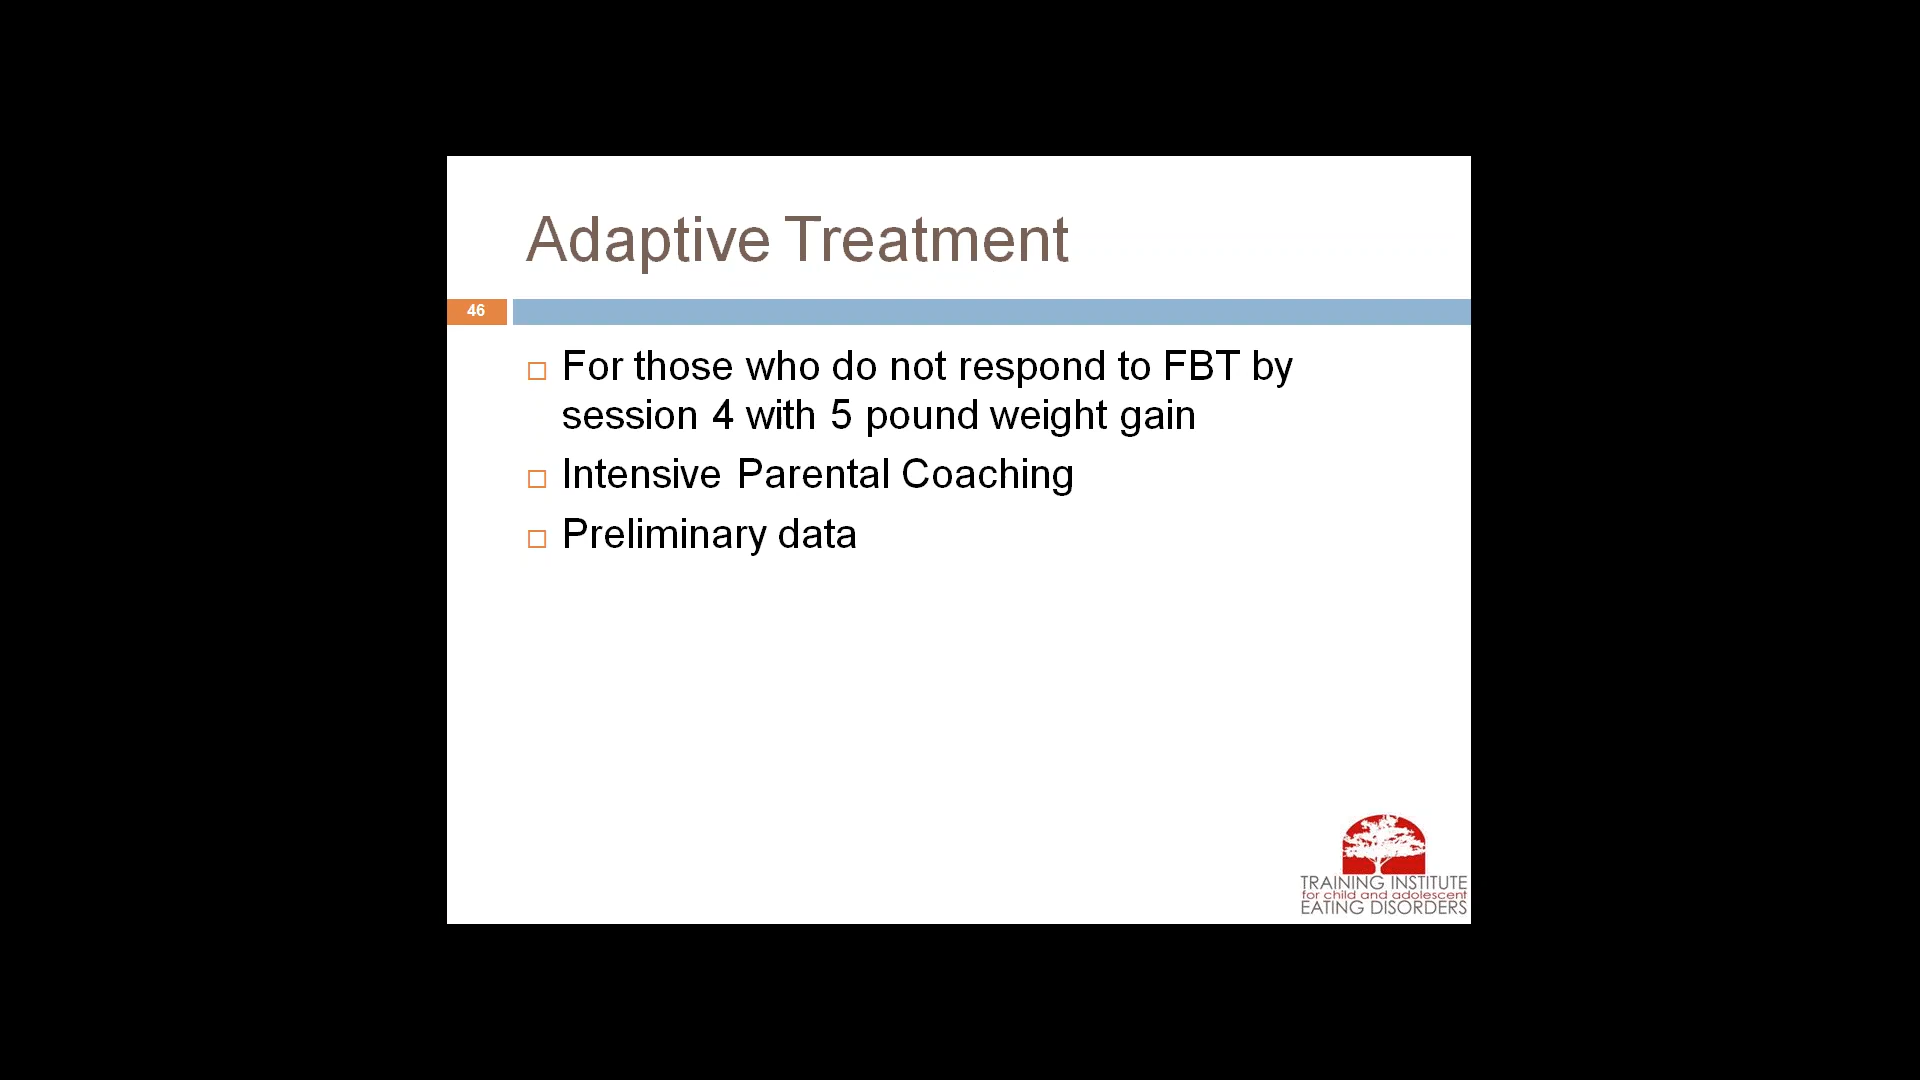 Adaptive Treatment
46
For those who do not respond to FBT by
session 4 with 5 pound weight gain
Intensive Parental Coaching
Preliminary data
TRAINING INSTITUTE
for child and adolescent
EATING DISORDERS